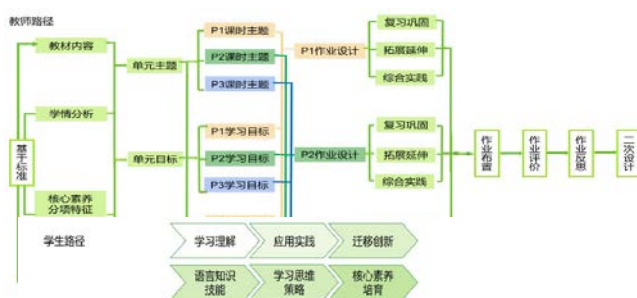 教师路径
教材内容
学情分析
基于标准
核心素养
分项特征
单元主题
单元目标
P1课时主题
P2课时主题
P3课时主题
P1学习目标
P2学习目标
P3学习目标
P1作业设计
P2作业设计
复习巩固
拓展延伸
综合实践
复习巩固
拓展延伸
综合实践
作业布置
作业评价
作业反思
二次设计
学生路径
学习理解
应用实践
迁移创新
语言知识
技能
学习思维
策略
核心素养
培育